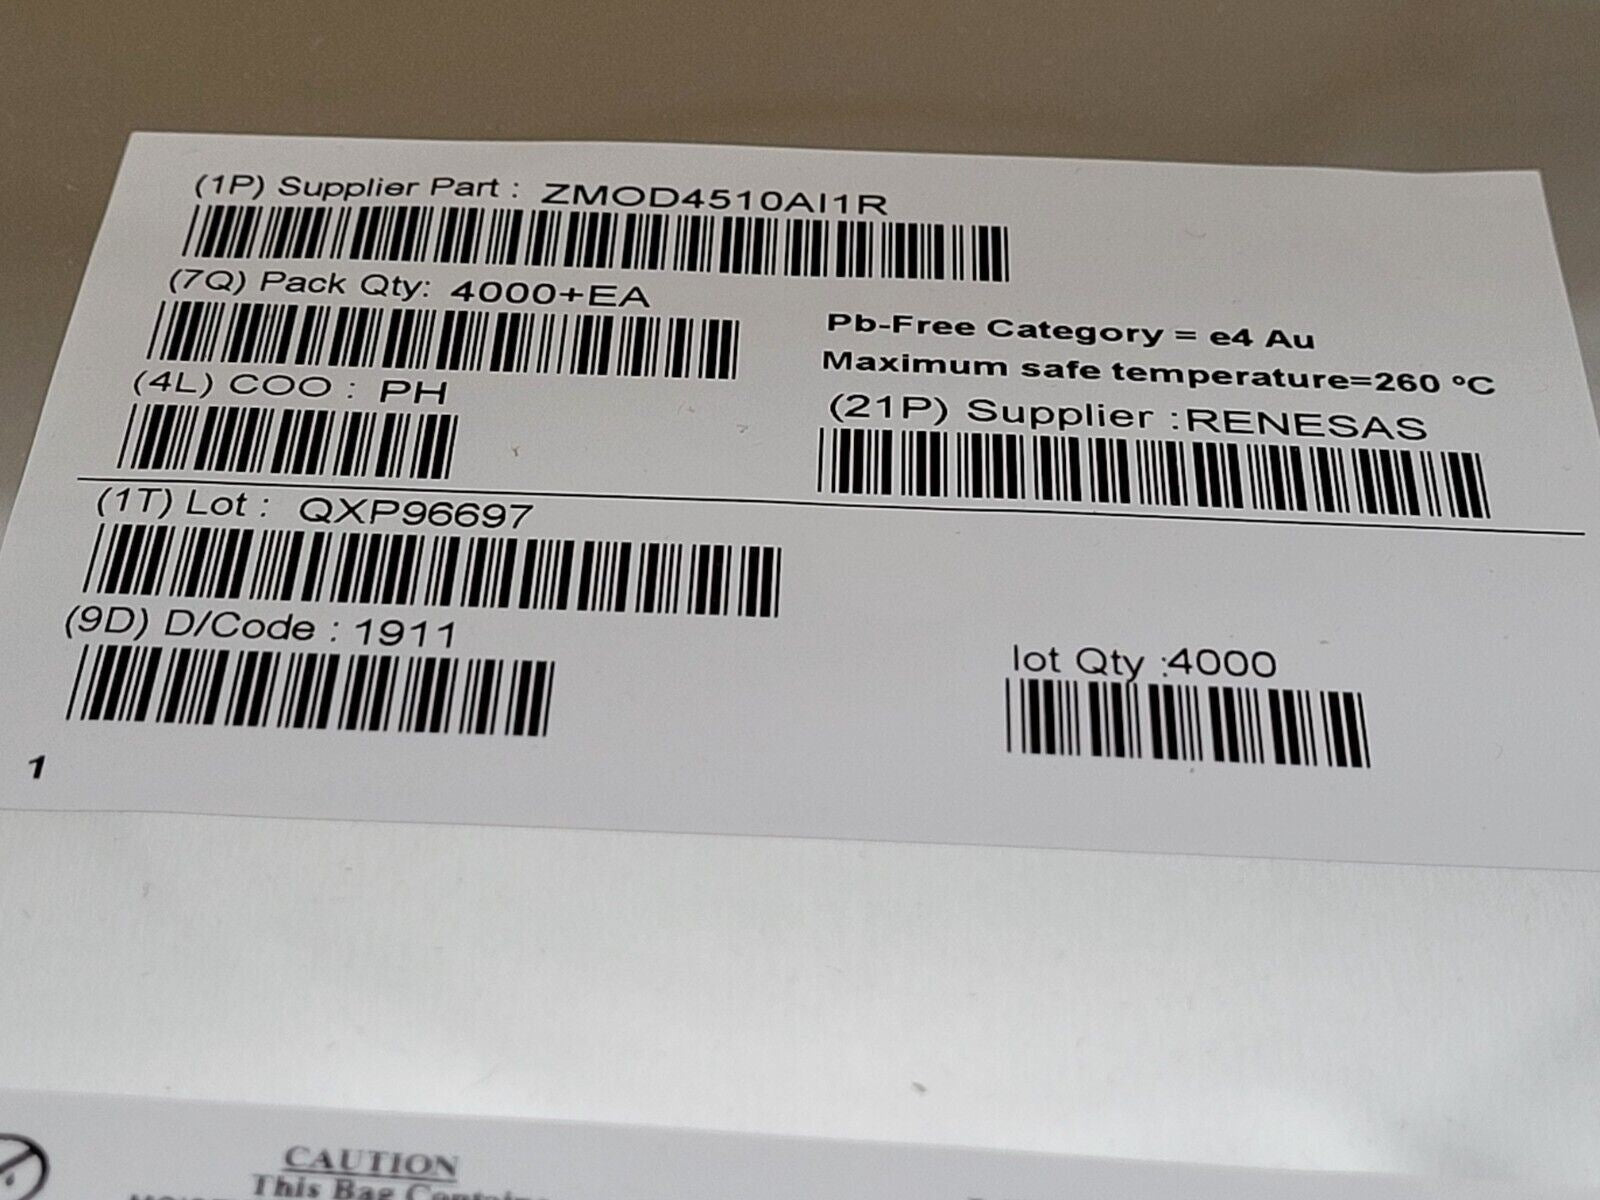 (1P) Supplier Part : ZMOD4510AI1R
(7Q) Pack Qty: 4000+EA
Pb-Free Category = e4 Au
Maximum safe temperature=260 ºC
(4L) COO : PH
(21P) Supplier :RENESAS
(1T) Lot : QXP96697
(9D) D/Code : 1911
lot Qty :4000
1
CAUTION
This Bag